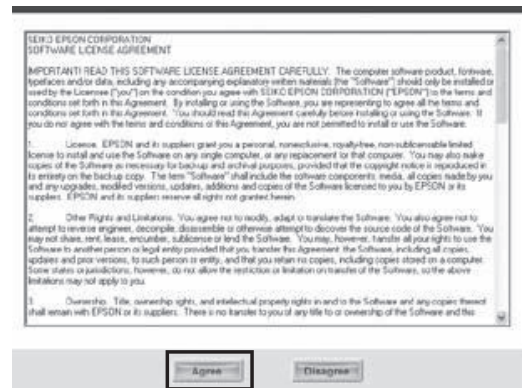 SEIKO EPSON CORPORATION
SOFTWARE LICENSE AGREEMENT
IMPORTANT! READ THIS SOFTWARE LICENSE AGREEMENT CAREFULLY. The computer software product, fontware,
typefaces and/or data, including any accompanying explanatory written materials (the "Software") should only be installed or
used by the Licensee ("you") on the condition you agree with SEIKO EPSON CORPORATION ("EPSON") to the terms and
conditions set forth in this Agreement. By installing or using the Software, you are representing to agree all the terms and
conditions set forth in this Agreement. You should read this Agreement carefully before installing or using the Software. If
you do not agree with the terms and conditions of this Agreement, you are not permitted to install or use the Software.
1. License. EPSON and its suppliers grant you a personal, nonexclusive, royalty-free, non-sublicensable limited
license to install and use the Software on any single computer, or any replacement for that computer. You may also make
copies of the Software as necessary for backup and archival purposes, provided that the copyright notice is reproduced in
its entirety on the backup copy. The term "Software" shall include the software components, media, all copies made by you
and any upgrades, modified versions, updates, additions and copies of the Software licensed to you by EPSON or its
suppliers. EPSON and its suppliers reserve all rights not granted herein.
2. Other Rights and Limitations. You agree not to modify, adapt or translate the Software. You also agree not to
attempt to reverse engineer, decompile, disassemble or otherwise attempt to discover the source code of the Software. You
may not share, rent, lease, encumber, sublicense or lend the Software. You may, however, transfer all your rights to use the
Software to another person or legal entity provided that you transfer this Agreement, the Software, including all copies,
updates and prior versions, to such person or entity, and that you retain no copies, including copies stored on a computer.
Some states or jurisdictions, however, do not allow the restriction or limitation on transfer of the Software, so the above
limitations may not apply to you.
3. Ownership. Title, ownership rights, and intellectual property rights in and to the Software and any copies thereof
shall remain with EPSON or its suppliers. There is no transfer to you of any title to or ownership of the Software and this
Agree
Disagree